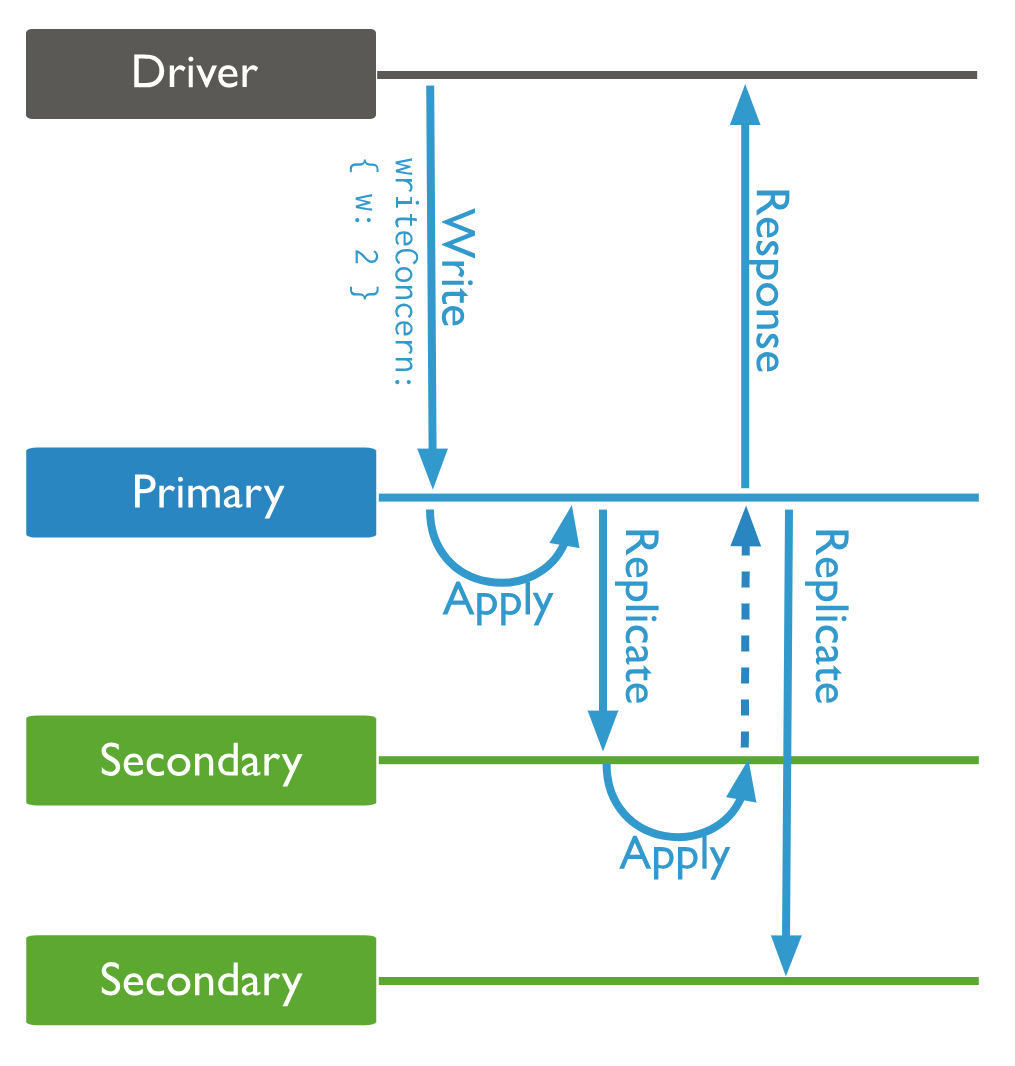 Driver
writeConcern:
{ w: 2 }
Write
Response
Primary
Apply
Replicate
Replicate
Secondary
Apply
Secondary